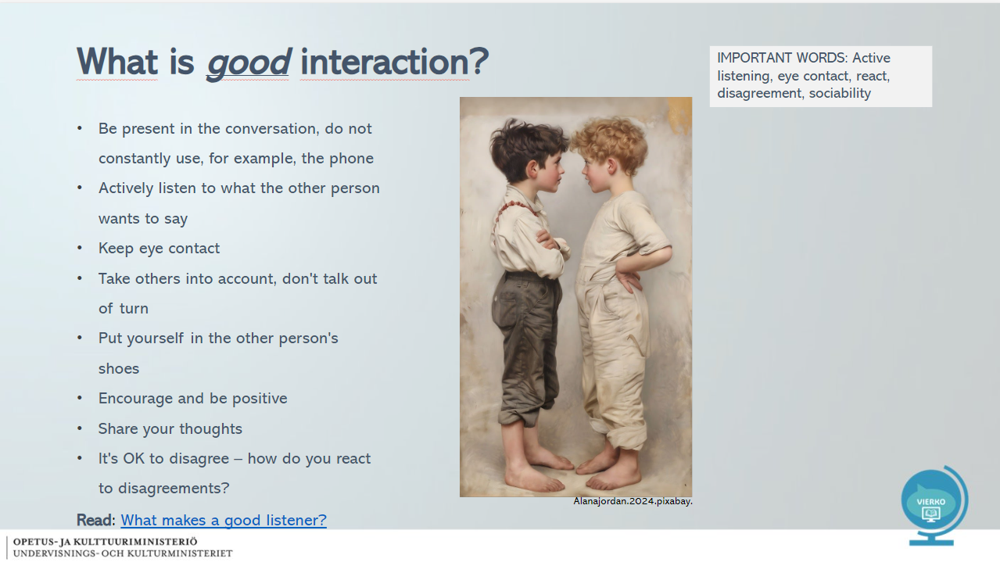 What is good interaction?
IMPORTANT WORDS: Active
listening, eye contact, react,
disagreement, sociability
• Be present in the conversation, do not
constantly use, for example, the phone
• Actively listen to what the other person
wants to say
• Keep eye contact
• Take others into account, don't talk out
of turn
• Put yourself in the other person's
shoes
• Encourage and be positive
• Share your thoughts
• It's OK to disagree – how do you react
to disagreements?
Read: What makes a good listener?
Alanajordan.2024.pixabay.
VIERKO
OPETUS- JA KULTTUURIMINISTERIÖ
UNDERVISNINGS- OCH KULTURMINISTERIET